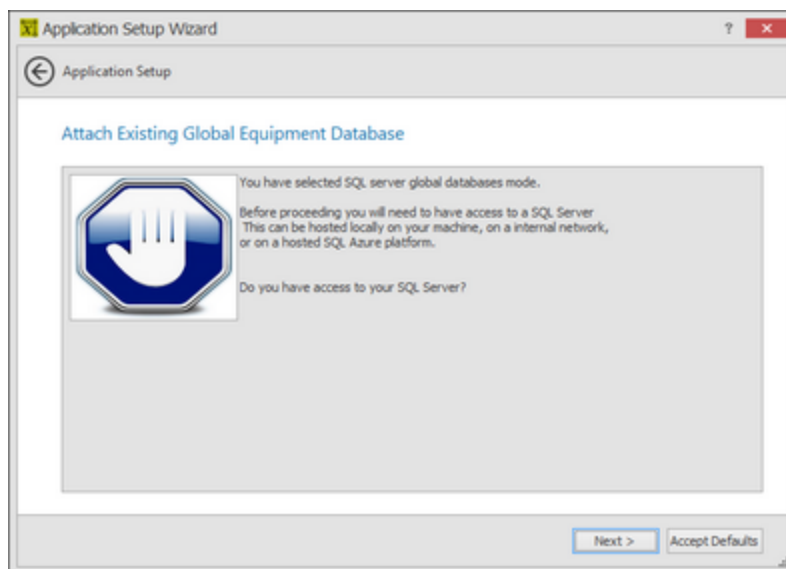 Application Setup Wizard
?
Application Setup
Attach Existing Global Equipment Database
You have selected SQL server global databases mode.
Before proceeding you will need to have access to a SQL Server
This can be hosted locally on your machine, on a internal network,
or on a hosted SQL Azure platform.
Do you have access to your SQL Server?
Next >
Accept Defaults